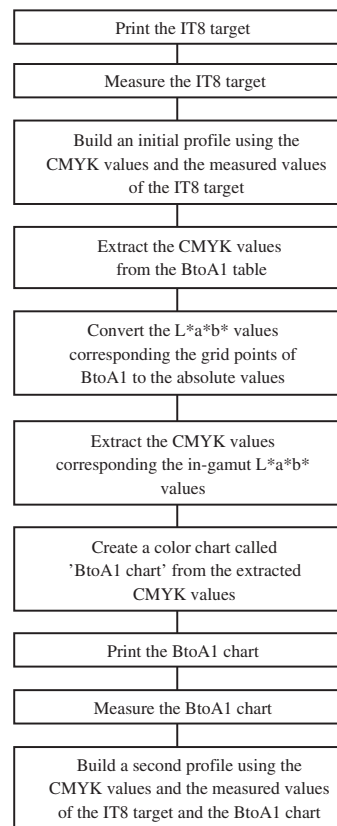 Print the IT8 target
Measure the IT8 target
Build an initial profile using the
CMYK values and the measured values
of the IT8 target
Extract the CMYK values
from the BtoA1 table
Convert the L*a*b* values
corresponding the grid points of
BtoA1 to the absolute values
Extract the CMYK values
corresponding the in-gamut L*a*b*
values
Create a color chart called
'BtoA1 chart' from the extracted
CMYK values
Print the BtoA1 chart
Measure the BtoA1 chart
Build a second profile using the
CMYK values and the measured values
of the IT8 target and the BtoA1 chart